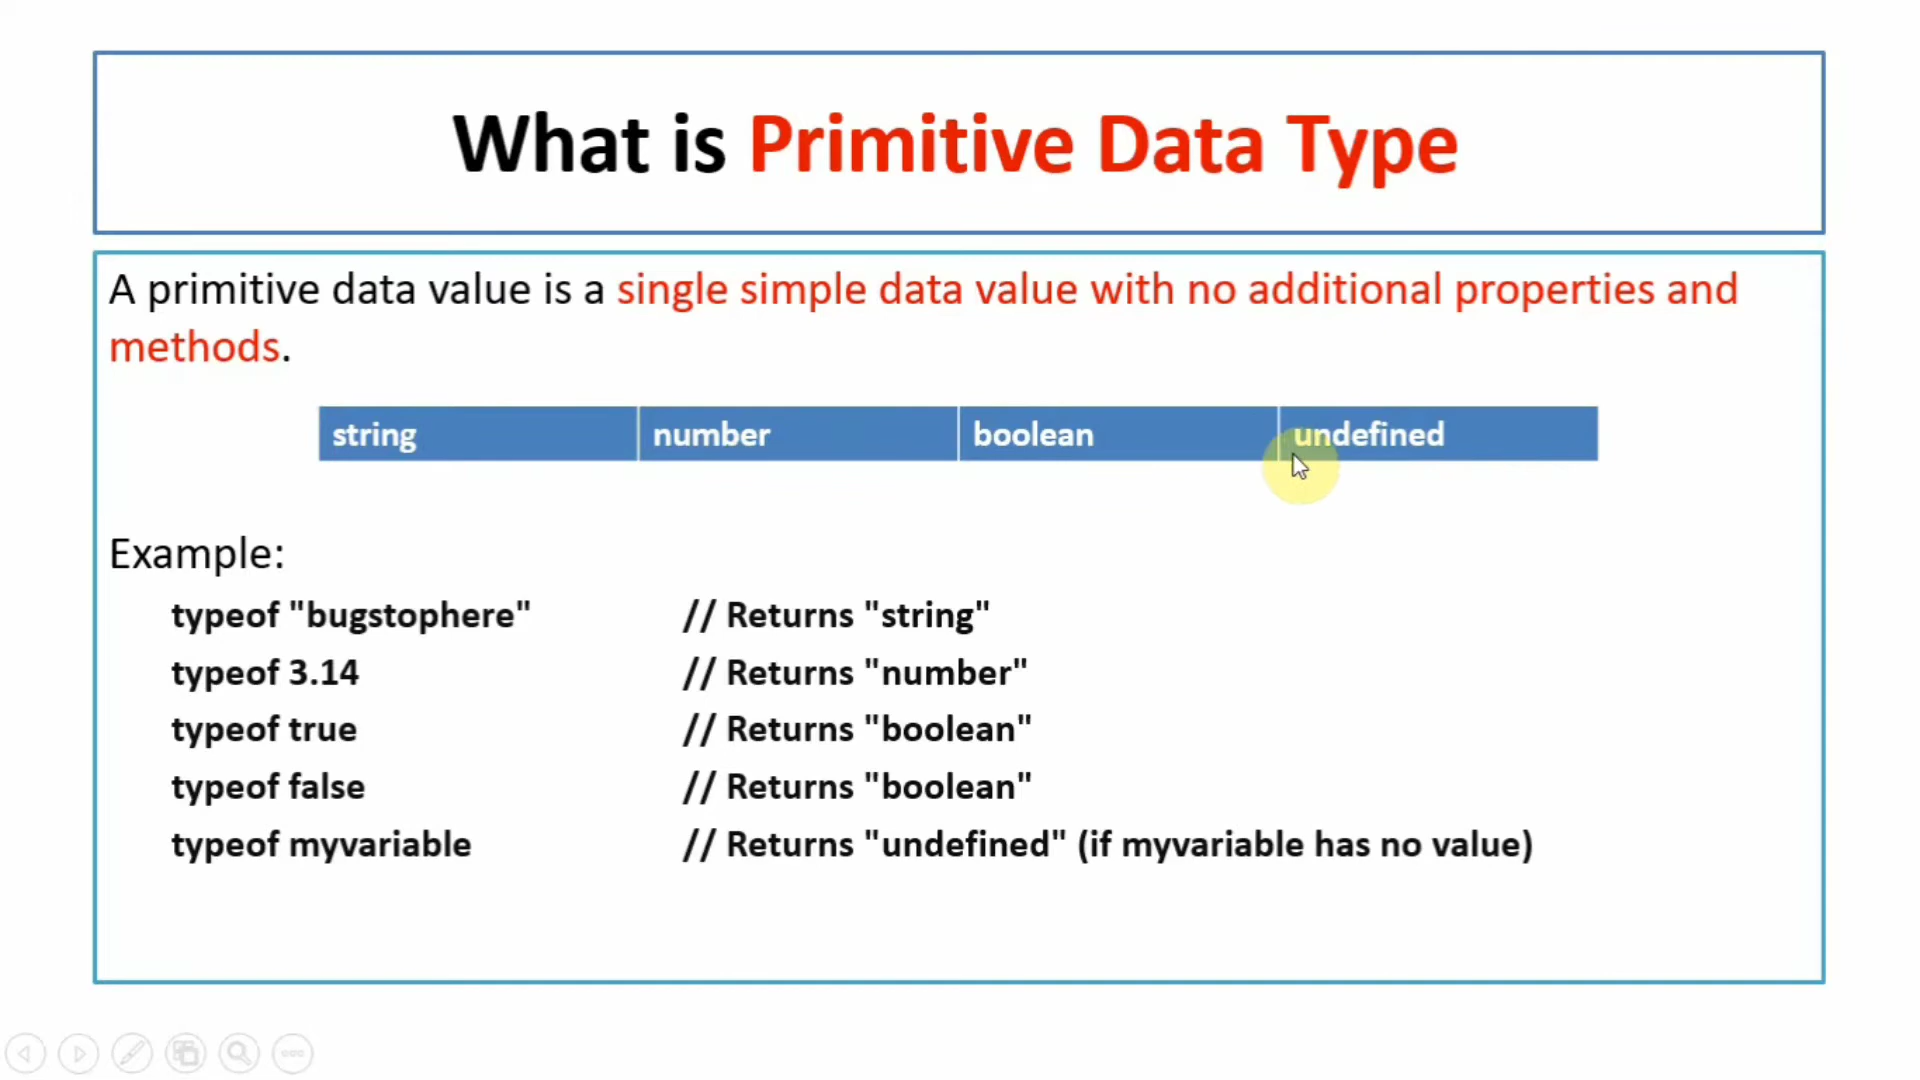 What is Primitive Data Type
A primitive data value is a single simple data value with no additional properties and
methods.
string number boolean undefined
Example:
typeof "bugstophere" // Returns "string"
typeof 3.14 // Returns "number"
typeof true // Returns "boolean"
typeof false // Returns "boolean"
typeof myvariable // Returns "undefined" (if myvariable has no value)